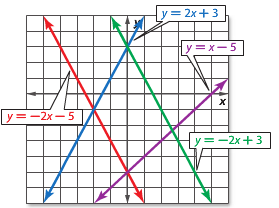 y = 2x + 3
y
y = x − 5
x
y = −2x − 5
y = −2x + 3